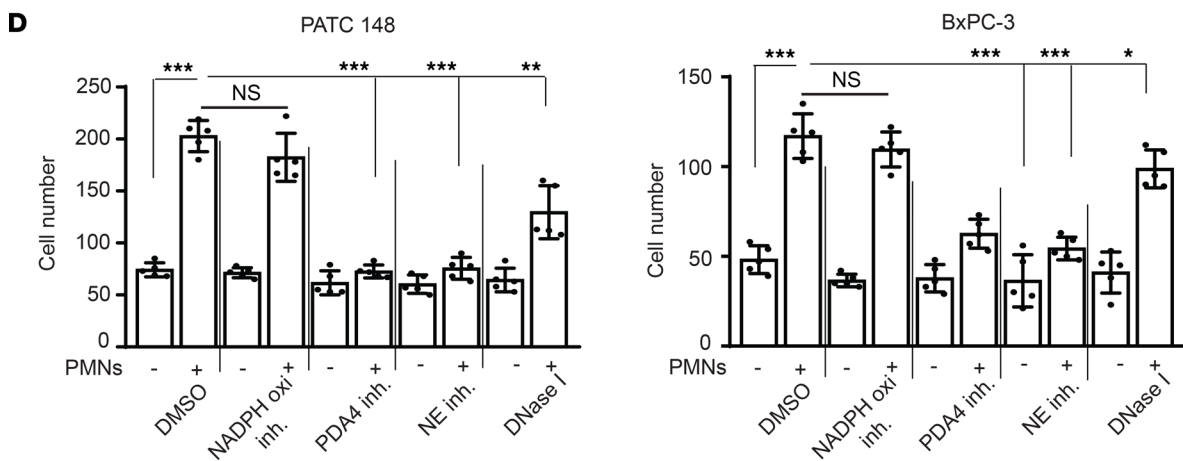 D
PATC 148
*** *** *** **
NS
Cell number
250
200
150
100
50
0
PMNs - + - + - + - + - +
DMSO
NADPH oxi
inh.
PDA4 inh.
NE inh.
DNase I
BxPC-3
*** *** *** *
NS
Cell number
150
100
50
0
PMNs - + - + - + - + - +
DMSO
NADPH oxi
inh.
PDA4 inh.
NE inh.
DNase I